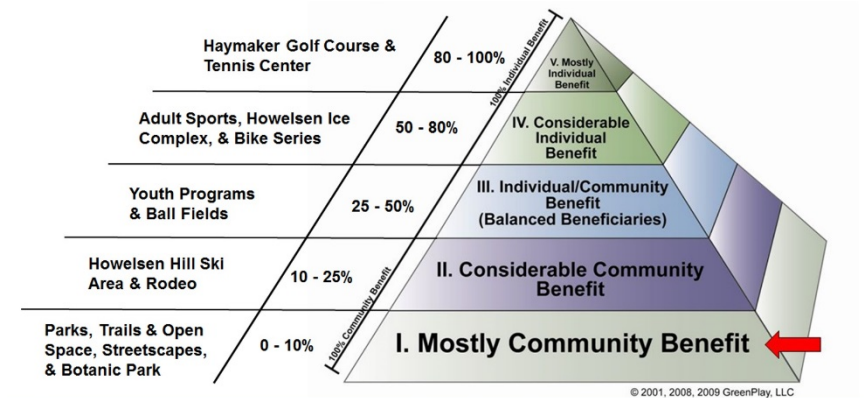 Haymaker Golf Course &
Tennis Center
80 - 100%
100% Individual Benefit
V. Mostly
Individual
Benefit
Adult Sports, Howelsen Ice
Complex, & Bike Series
50 - 80%
IV. Considerable
Individual
Benefit
Youth Programs
& Ball Fields
25 - 50%
III. Individual/Community
Benefit
(Balanced Beneficiaries)
Howelsen Hill Ski
Area & Rodeo
10 - 25%
100% Community Benefit
II. Considerable Community
Benefit
Parks, Trails & Open
Space, Streetscapes,
& Botanic Park
0 - 10%
I. Mostly Community Benefit
© 2001, 2008, 2009 GreenPlay, LLC